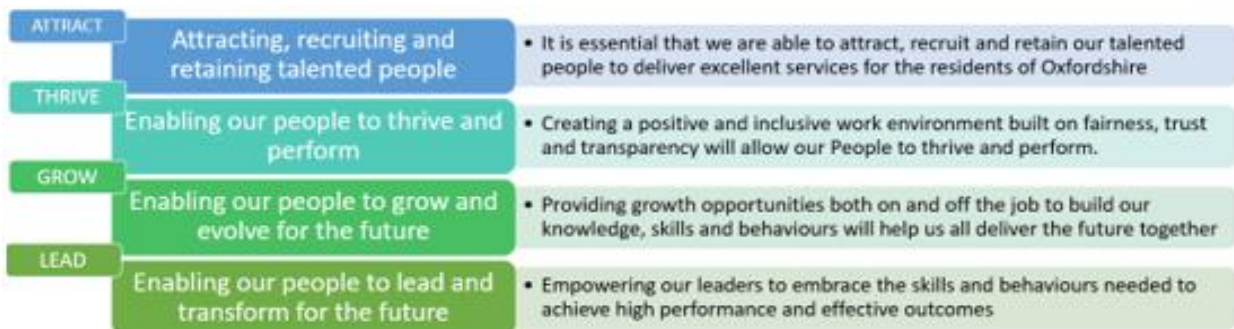 ATTRACT
Attracting, recruiting and
retaining talented people
• It is essential that we are able to attract, recruit and retain our talented
people to deliver excellent services for the residents of Oxfordshire
THRIVE
Enabling our people to thrive and
perform
• Creating a positive and inclusive work environment built on fairness, trust
and transparency will allow our People to thrive and perform.
GROW
Enabling our people to grow and
evolve for the future
• Providing growth opportunities both on and off the job to build our
knowledge, skills and behaviours will help us all deliver the future together
LEAD
Enabling our people to lead and
transform for the future
• Empowering our leaders to embrace the skills and behaviours needed to
achieve high performance and effective outcomes